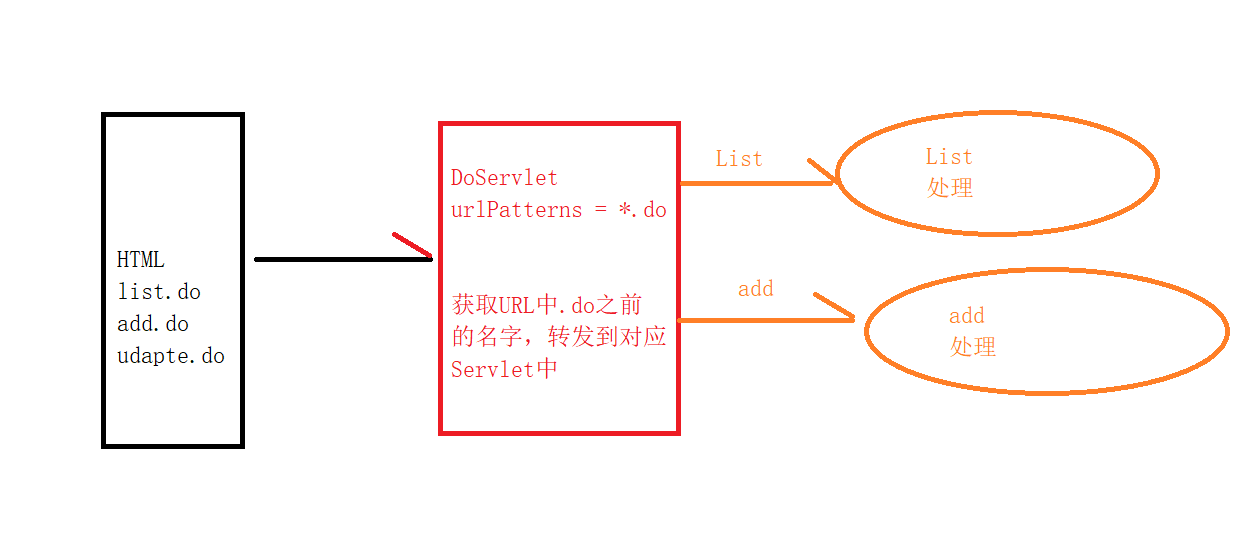 HTML
list.do
add.do
udapte.do
DoServlet
urlPatterns = *.do
获取URL中.do之前
的名字，转发到对应
Servlet中
List
List
处理
add
add
处理